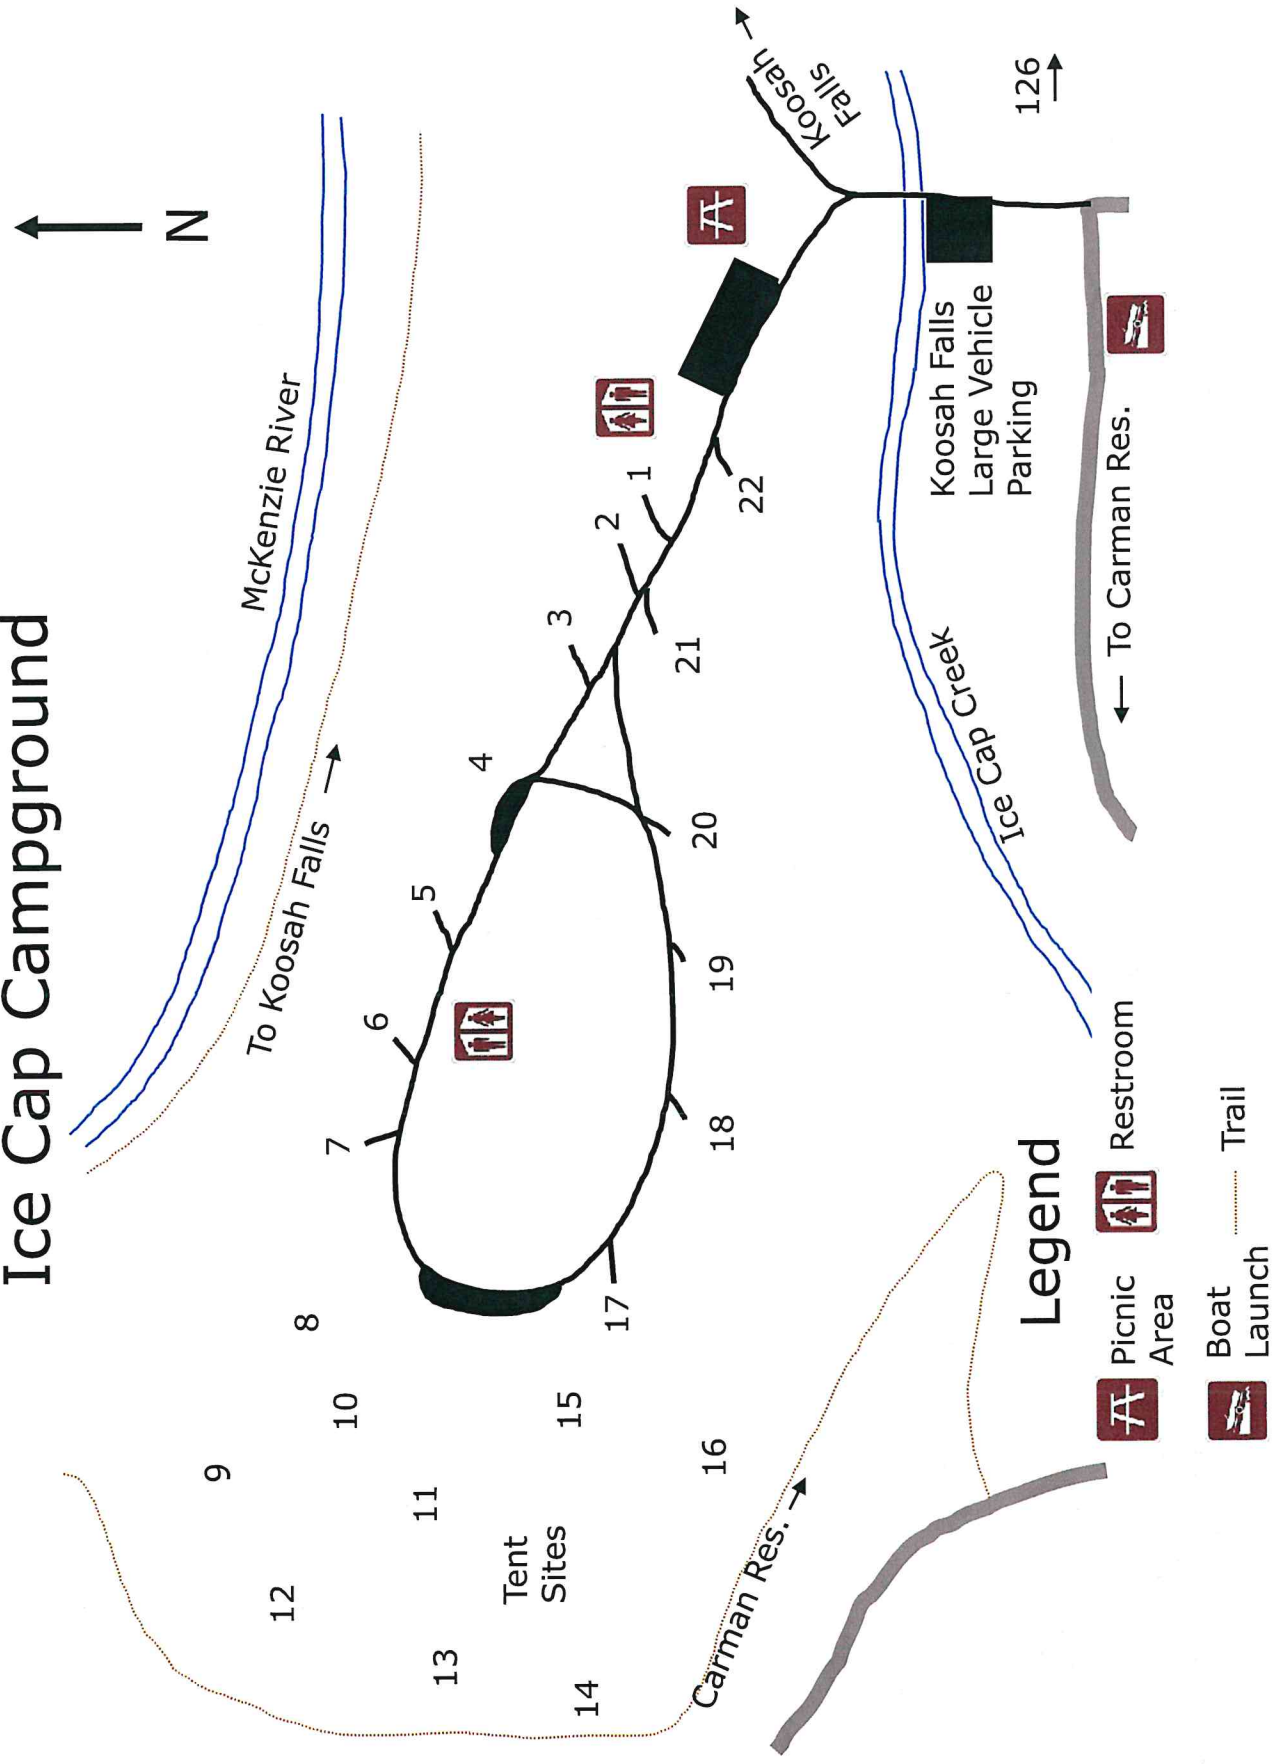 Ice Cap Campground
N
McKenzie River
To Koosah Falls →
9
8
7
6
5
4
3
2
1
12
10
11
13
Tent
Sites
14
15
16
17
18
19
20
21
22
Koosah →
Falls
Carman Res. →
Ice Cap Creek
Koosah Falls
Large Vehicle
Parking
126
→
← To Carman Res.
Legend
Picnic
Area
Restroom
Boat
Launch
Trail